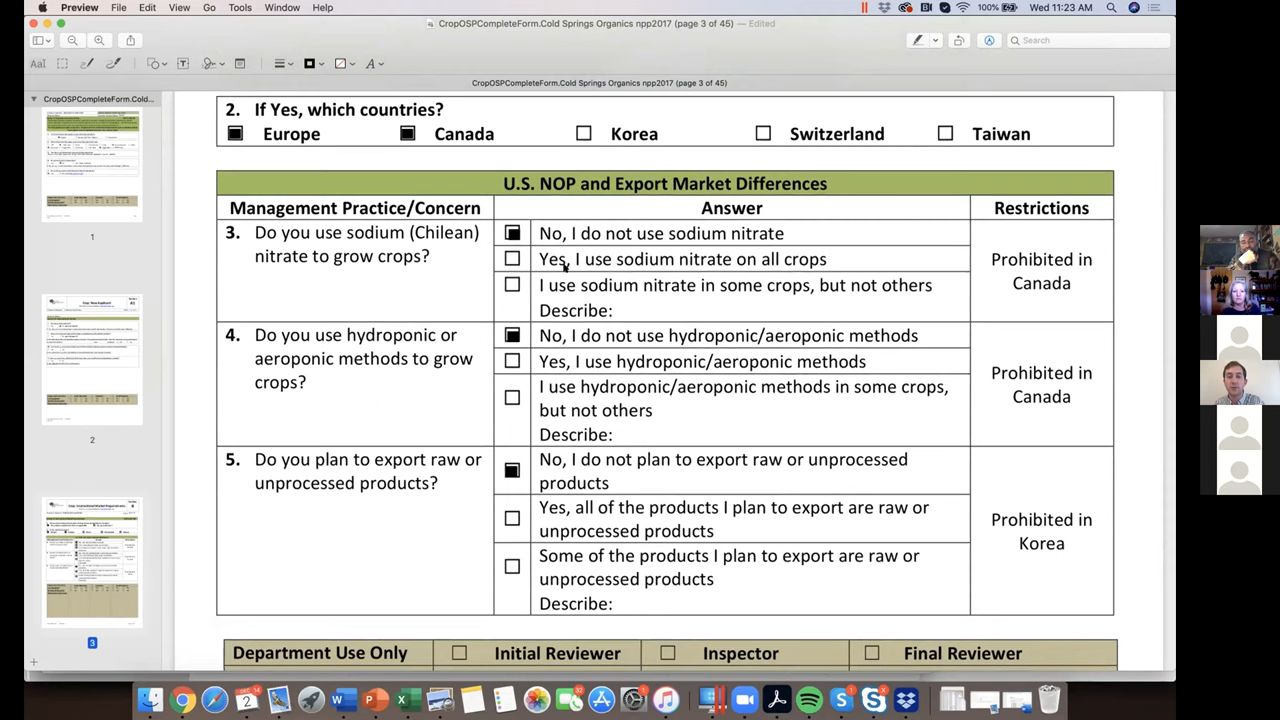 Preview File Edit View Go Tools Window Help 100% Wed 11:23 AM
CropOSPCompleteForm.Cold Springs Organics npp2017 (page 3 of 45) — Edited
Search
CropOSPCompleteForm.Cold Springs Organics npp2017 (page 3 of 45)
CropOSPCompleteForm.Cold...
1
2
3
2. If Yes, which countries?
Europe Canada Korea Switzerland Taiwan
U.S. NOP and Export Market Differences
Management Practice/Concern Answer Restrictions
3. Do you use sodium (Chilean) nitrate to grow crops?
No, I do not use sodium nitrate
Yes, I use sodium nitrate on all crops
I use sodium nitrate in some crops, but not others
Describe:
Prohibited in
Canada
4. Do you use hydroponic or
aeroponic methods to grow
crops?
No, I do not use hydroponic/aeroponic methods
Yes, I use hydroponic/aeroponic methods
I use hydroponic/aeroponic methods in some crops,
but not others
Describe:
Prohibited in
Canada
5. Do you plan to export raw or
unprocessed products?
No, I do not plan to export raw or unprocessed
products
Yes, all of the products I plan to export are raw or
unprocessed products
Some of the products I plan to export are raw or
unprocessed products
Describe:
Prohibited in
Korea
Department Use Only Initial Reviewer Inspector Final Reviewer